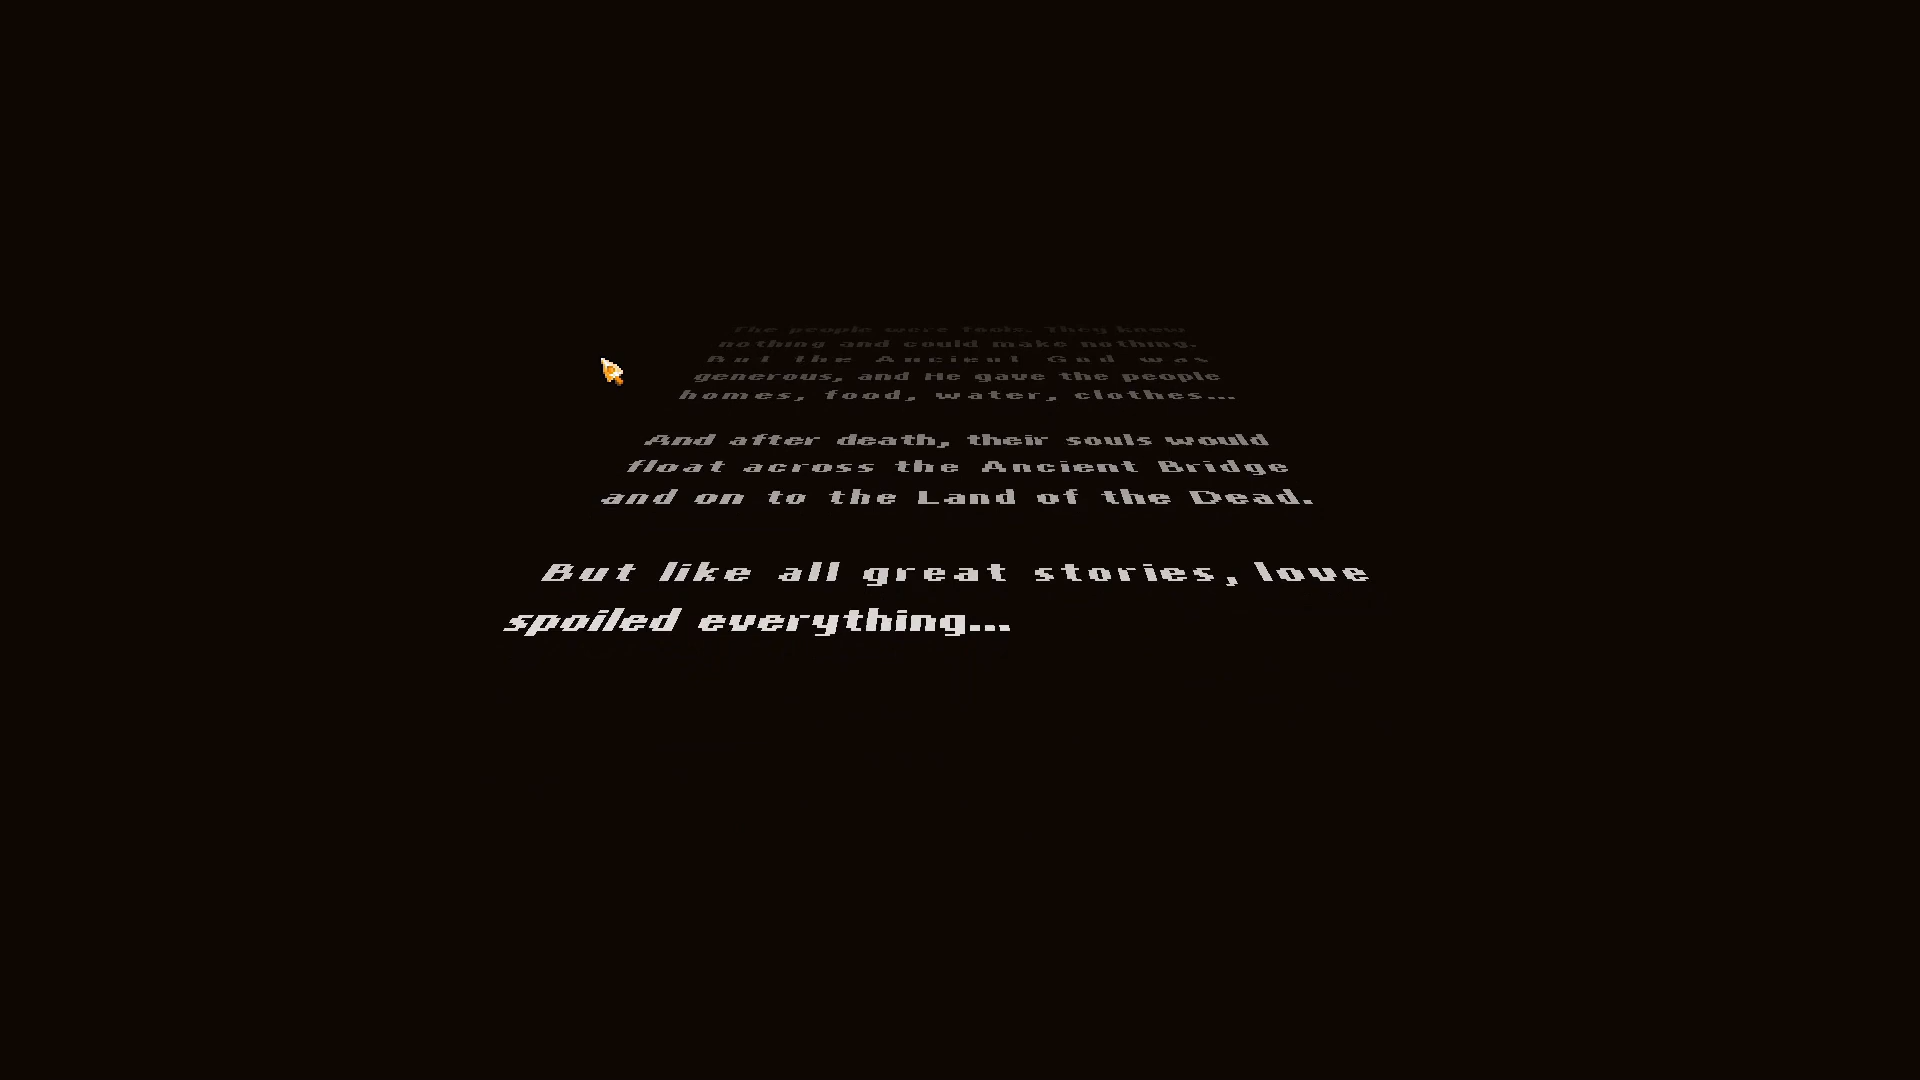 The people were fools. They knew
nothing and could make nothing.
But the Ancient God was
generous, and He gave the people
homes, food, water, clothes...
And after death, their souls would
float across the Ancient Bridge
and on to the Land of the Dead.
But like all great stories, love
spoiled everything...